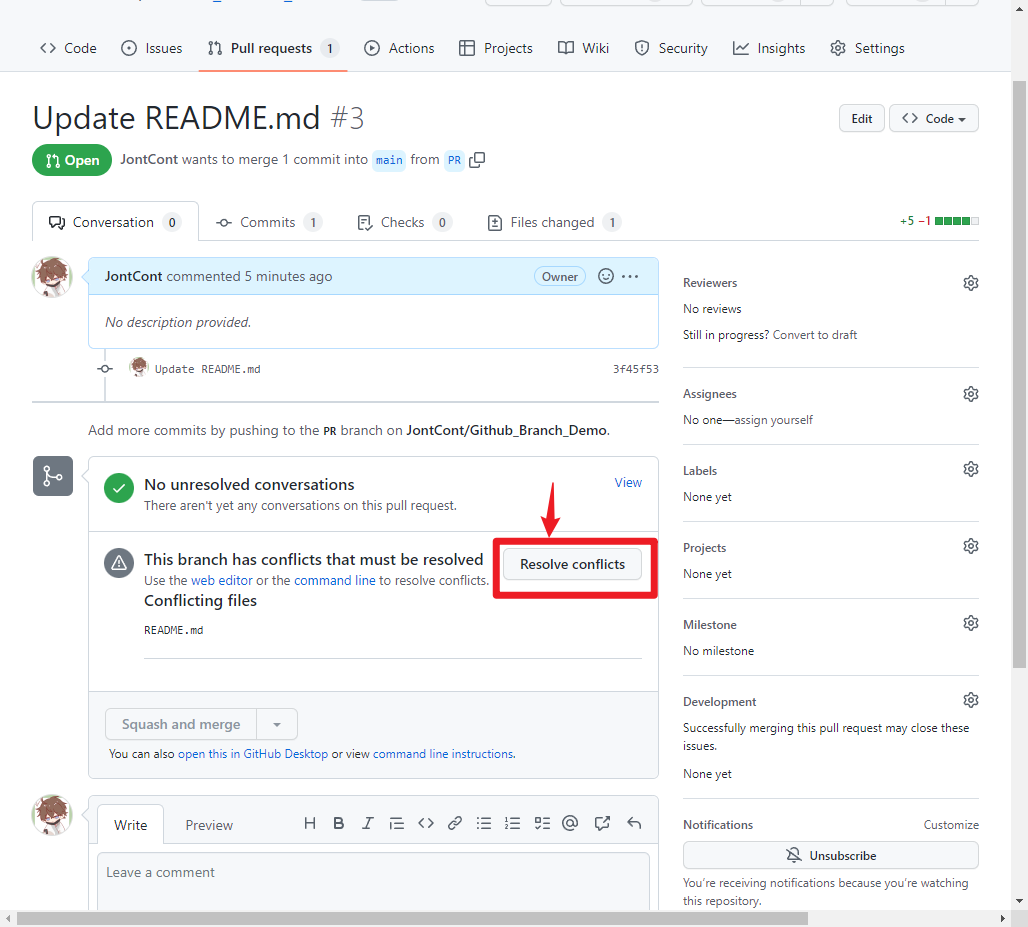 Code Issues Pull requests 1 Actions Projects Wiki Security Insights Settings
Update README.md #3
Edit
Code
Open
JontCont wants to merge 1 commit into main from PR
Conversation 0
Commits 1
Checks 0
Files changed 1
+5 −1
JontCont commented 5 minutes ago
Owner
No description provided.
Update README.md
3f45f53
Add more commits by pushing to the PR branch on JontCont/Github_Branch_Demo.
No unresolved conversations
View
There aren't yet any conversations on this pull request.
This branch has conflicts that must be resolved
Resolve conflicts
Use the web editor or the command line to resolve conflicts.
Conflicting files
README.md
Squash and merge
You can also open this in GitHub Desktop or view command line instructions.
Write
Preview
H B I
Leave a comment
Reviewers
No reviews
Still in progress? Convert to draft
Assignees
No one—assign yourself
Labels
None yet
Projects
None yet
Milestone
No milestone
Development
Successfully merging this pull request may close these
issues.
None yet
Notifications
Customize
Unsubscribe
You're receiving notifications because you're watching
this repository.